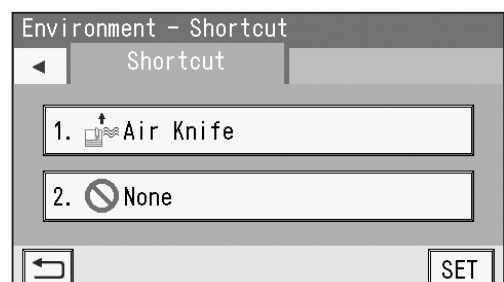 Environment - Shortcut
Shortcut
1. Air Knife
2. None
SET